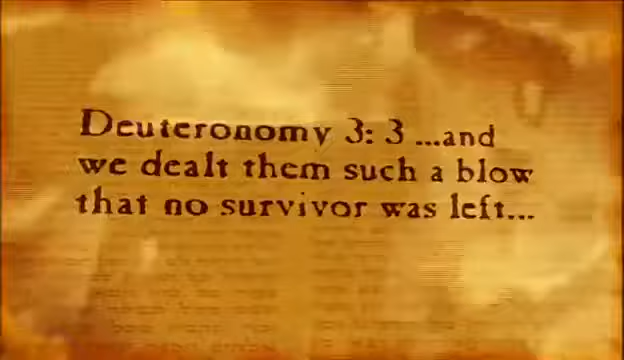 Deuteronomy 3: 3 ...and
we dealt them such a blow
that no survivor was left...